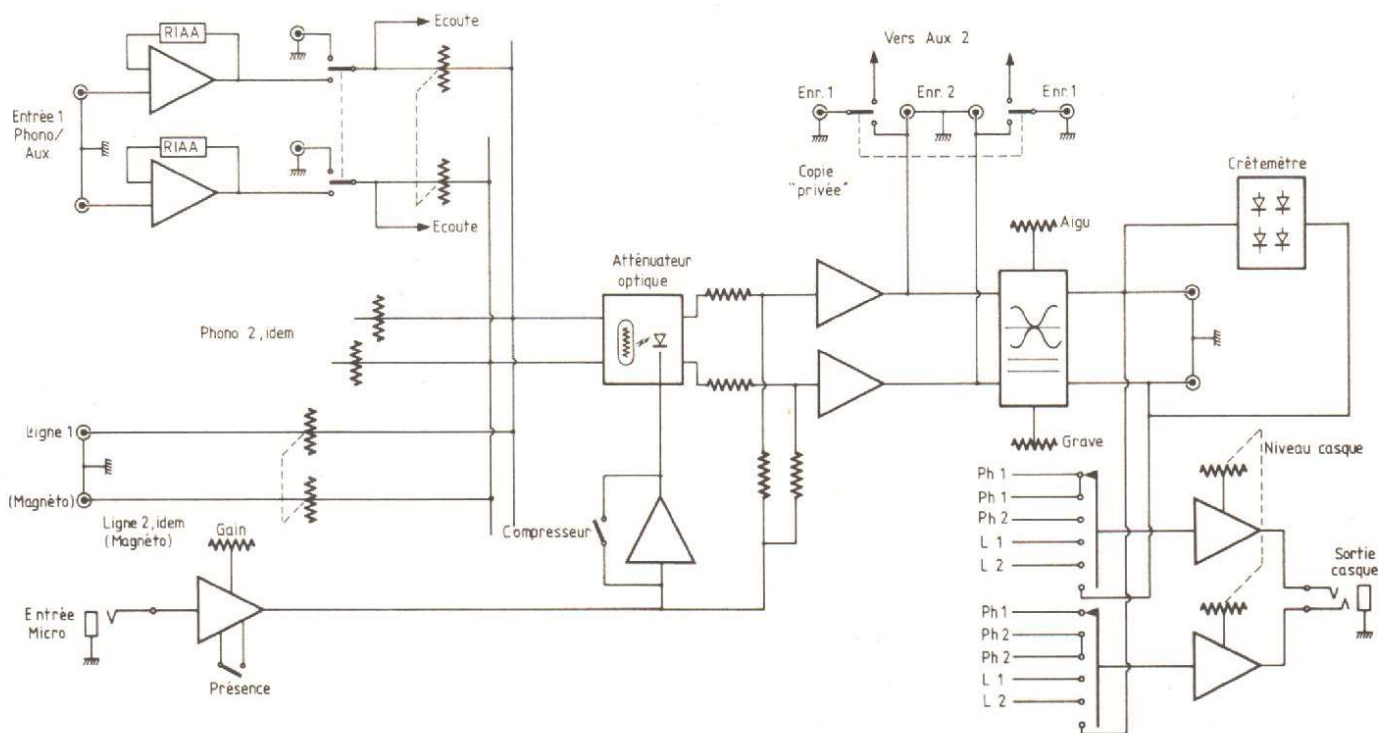 RIAA
Ecoute
Entrée 1
Phono/
Aux.
RIAA
Ecoute
Vers Aux 2
Enr. 1
Enr. 2
Enr. 1
Copie
"privée"
Crêtemètre
Aigu
Atténuateur
optique
Phono 2, idem
Grave
Ligne 1
(Magnéto)
Ligne 2, idem
(Magnéto)
Gain
Compresseur
Niveau casque
Ph 1
Ph 1
Ph 2
L 1
L 2
Sortie
casque
Entrée
Micro
Présence
Ph 1
Ph 2
Ph 2
L 1
L 2